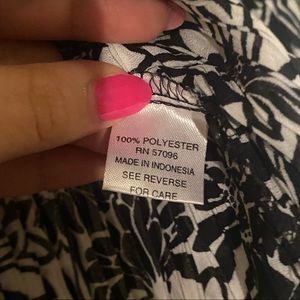 100% POLYESTER
RN 57096
MADE IN INDONESIA
SEE REVERSE
FOR CARE